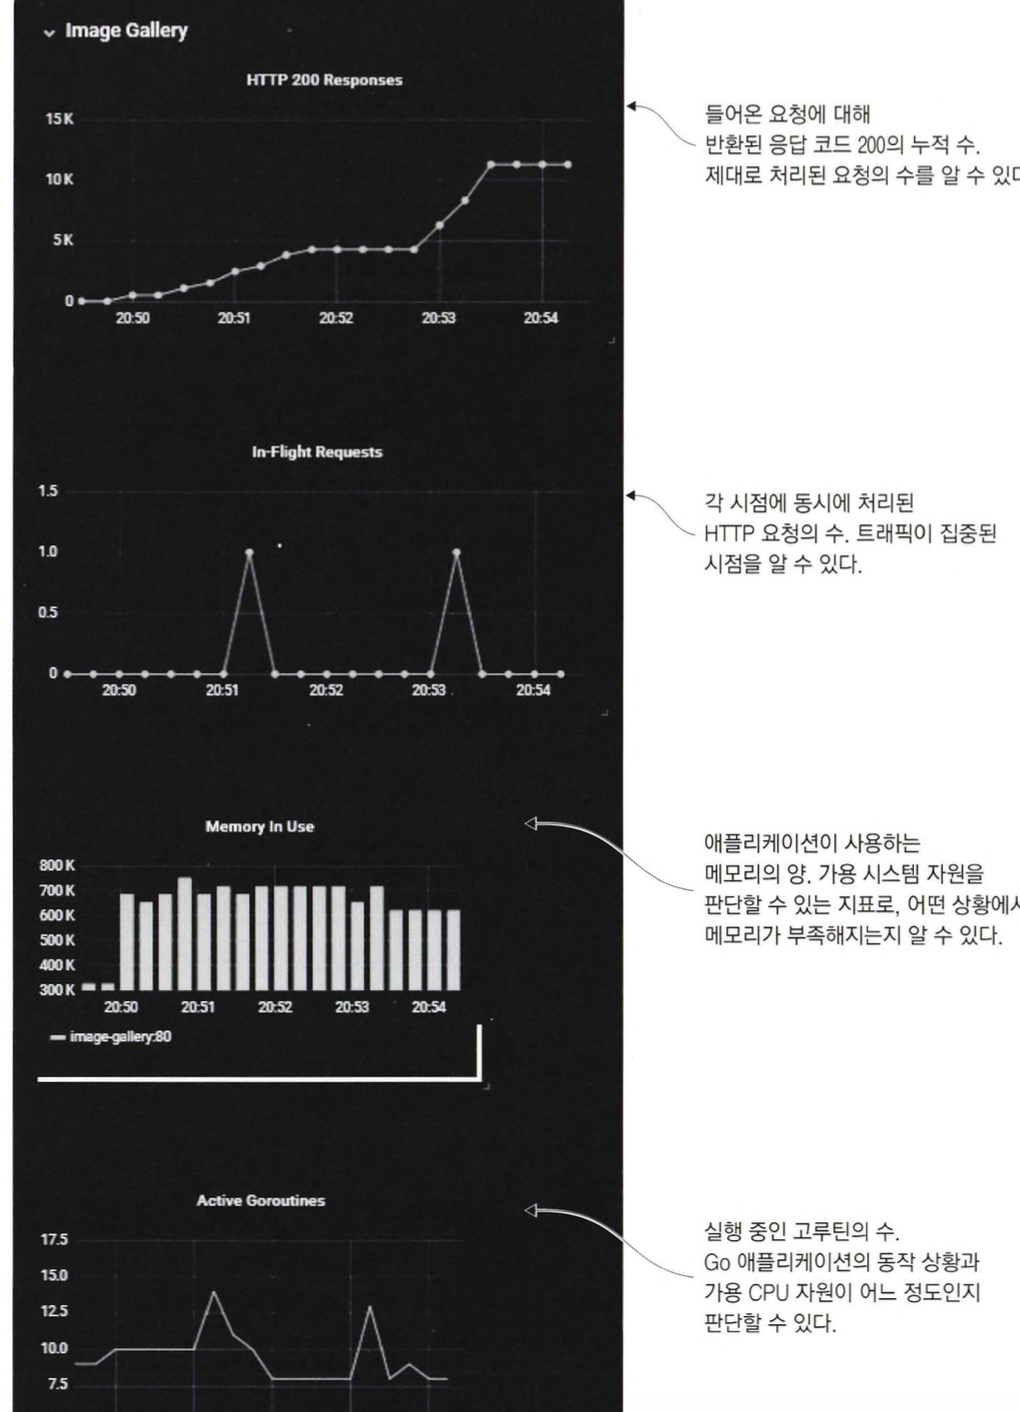 Image Gallery
HTTP 200 Responses
15 K
10 K
5 K
0
20:50 20:51 20:52 20:53 20:54
들어온 요청에 대해
반환된 응답 코드 200의 누적 수.
제대로 처리된 요청의 수를 알 수
In-Flight Requests
1.5
1.0
0.5
0
20:50 20:51 20:52 20:53 20:54
각 시점에 동시에 처리된
HTTP 요청의 수. 트래픽이 집중된
시점을 알 수 있다.
Memory In Use
800 K
700 K
600 K
500 K
400 K
300 K
20:50 20:51 20:52 20:53 20:54
image-gallery:80
애플리케이션이 사용하는
메모리의 양. 가용 시스템 자원을
판단할 수 있는 지표로, 어떤
메모리가 부족해지는지 알 수 있다.
Active Goroutines
17.5
15.0
12.5
10.0
7.5
실행 중인 고루틴의 수.
Go 애플리케이션의 동작 상황과
가용 CPU 자원이 어느 정도인지
판단할 수 있다.